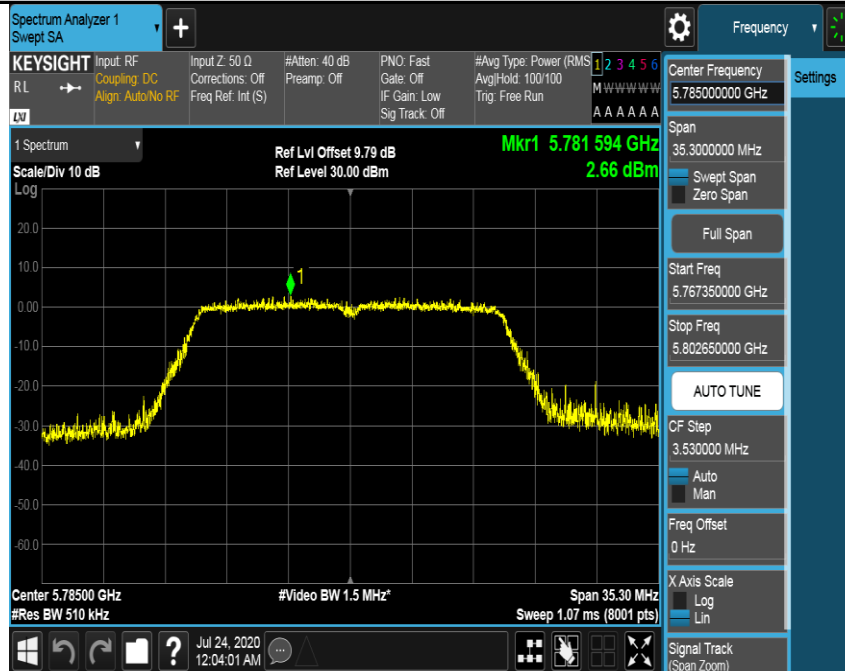 Spectrum Analyzer 1
Swept SA
+
Frequency
KEYSIGHT
RL
LXI
Input: RF
Coupling: DC
Align: Auto/No RF
Input Z: 50 Ω
Corrections: Off
Freq Ref: Int (S)
#Atten: 40 dB
Preamp: Off
PNO: Fast
Gate: Off
IF Gain: Low
Sig Track: Off
#Avg Type: Power (RMS
Avg|Hold: 100/100
Trig: Free Run
1 2 3 4 5 6
M W W W W W
A A A A A A
1 Spectrum
Scale/Div 10 dB
Log
Ref Lvl Offset 9.79 dB
Ref Level 30.00 dBm
Mkr1 5.781 594 GHz
2.66 dBm
20.0
10.0
1
0.00
-10.0
-20.0
-30.0
-40.0
-50.0
-60.0
Center 5.78500 GHz
#Res BW 510 kHz
#Video BW 1.5 MHz*
Span 35.30 MHz
Sweep 1.07 ms (8001 pts)
Center Frequency
5.785000000 GHz
Settings
Span
35.3000000 MHz
Swept Span
Zero Span
Full Span
Start Freq
5.767350000 GHz
Stop Freq
5.802650000 GHz
AUTO TUNE
CF Step
3.530000 MHz
Auto
Man
Freq Offset
0 Hz
X Axis Scale
Log
Lin
Signal Track
(Span Zoom)
?
Jul 24, 2020
12:04:01 AM